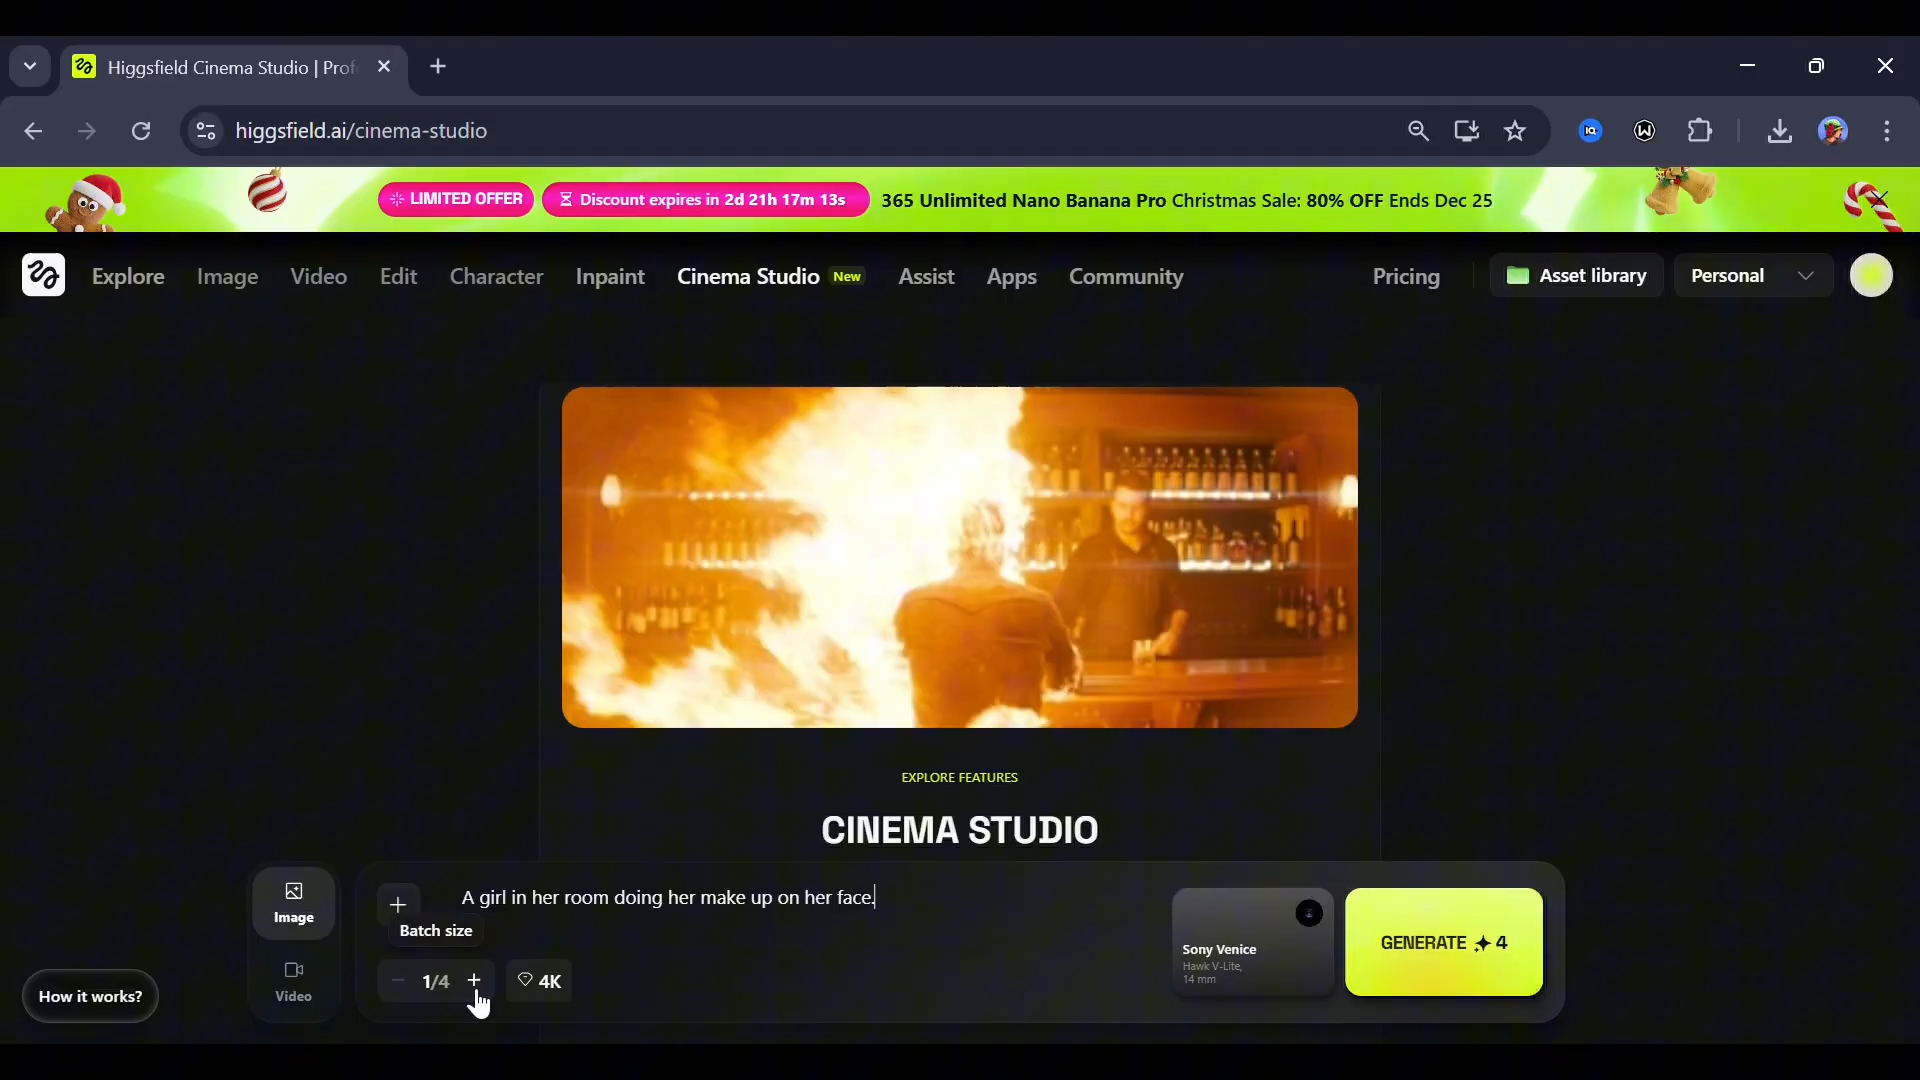 Higgsfield Cinema Studio | Prof
higgsfield.ai/cinema-studio
LIMITED OFFER
Discount expires in 2d 21h 17m 13s
365 Unlimited Nano Banana Pro Christmas Sale: 80% OFF Ends Dec 25
Explore
Image
Video
Edit
Character
Inpaint
Cinema Studio New
Assist
Apps
Community
Pricing
Asset library
Personal
EXPLORE FEATURES
CINEMA STUDIO
Image
A girl in her room doing her make up on her face.
Batch size
Sony Venice
Hawk V-Lite,
14 mm
GENERATE 4
1/4
4K
Video
How it works?